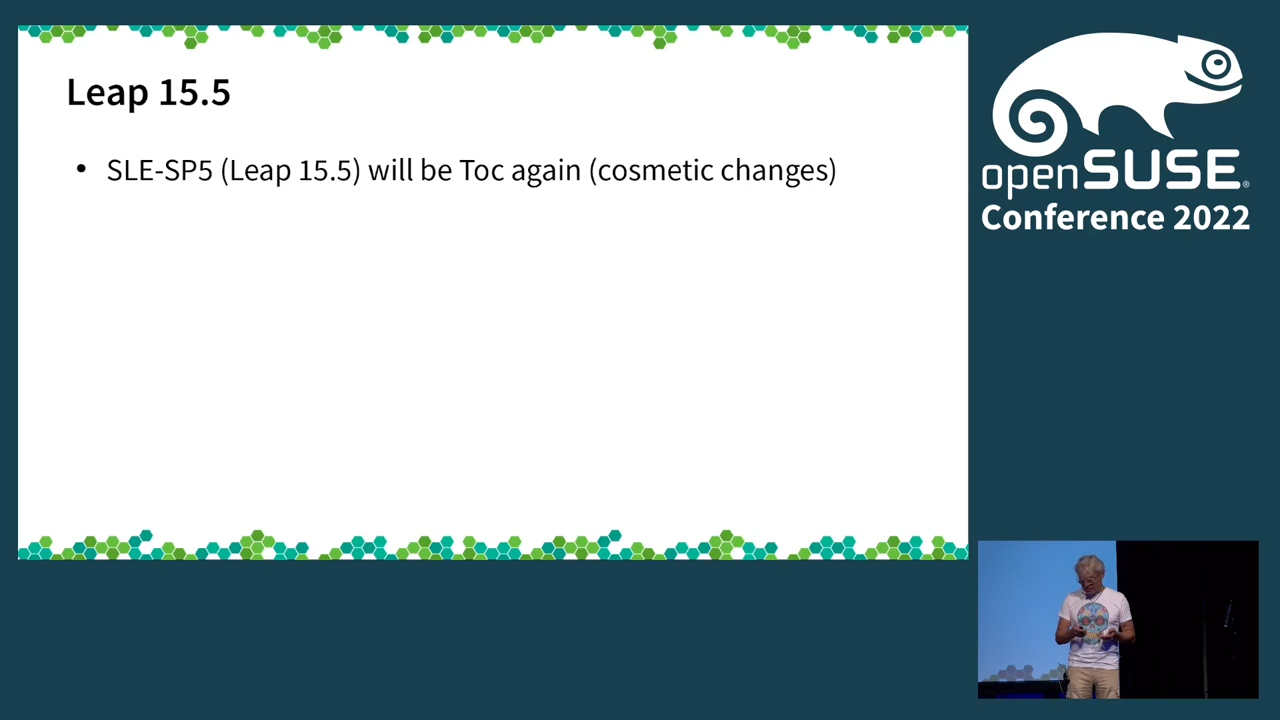 Leap 15.5
• SLE-SP5 (Leap 15.5) will be Toc again (cosmetic changes)
openSUSE®
Conference 2022